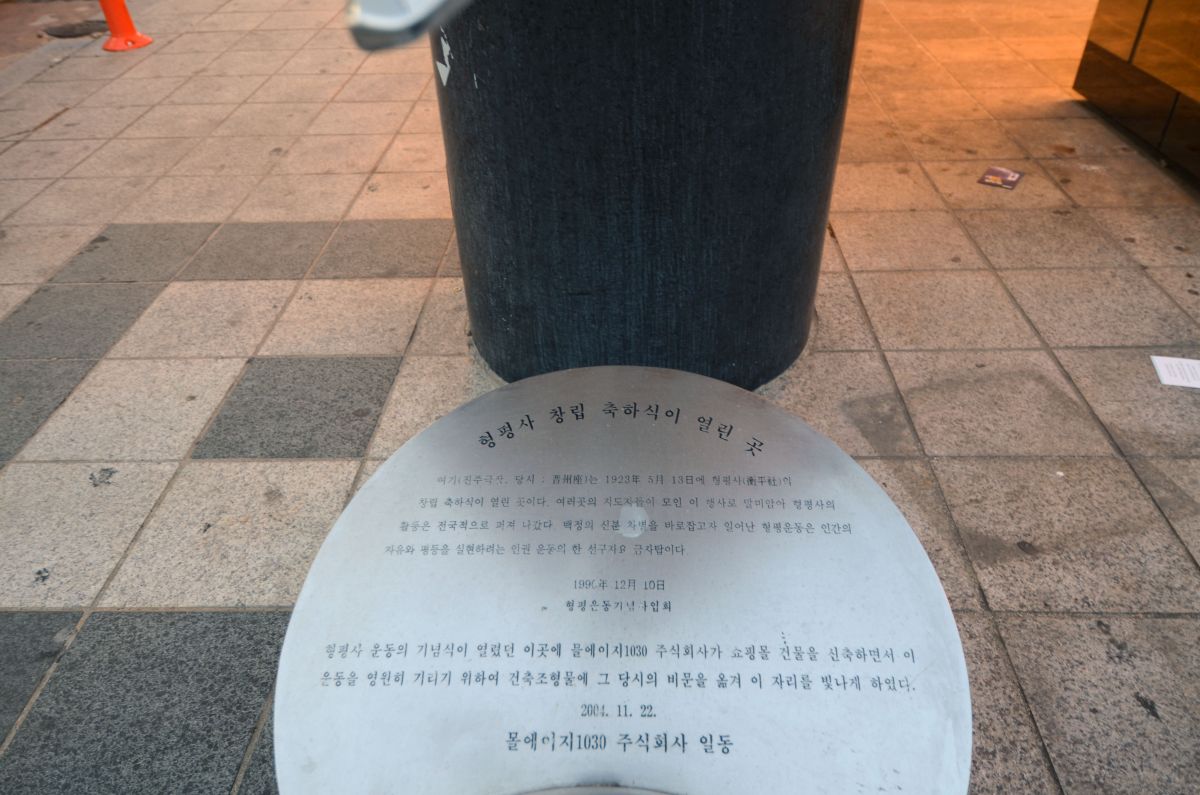 형평사 창립 축하식이 열린 곳
여기(진주극장, 당시 : 晋州座)는 1923年 5月 13日에 형평사(衡平社)의
창립 축하식이 열린 곳이다. 여러곳의 지도자들이 모인 이 행사로 말미암아 형평사의
활동은 전국적으로 퍼져 나갔다. 백정의 신분 차별을 바로잡고자 일어난 형평운동은 인간의
자유와 평등을 실현하려는 인권 운동의 한 선구자요 금자탑이다.
1996年 12月 10日
형평운동기념사업회
형평사 운동의 기념식이 열렸던 이곳에 몰에이지1030 주식회사가 쇼핑몰 건물을 신축하면서 이
운동을 영원히 기리기 위하여 건축조형물에 그 당시의 비문을 옮겨 이 자리를 빛나게 하였다.
2004. 11. 22.
몰에이지1030 주식회사 일동